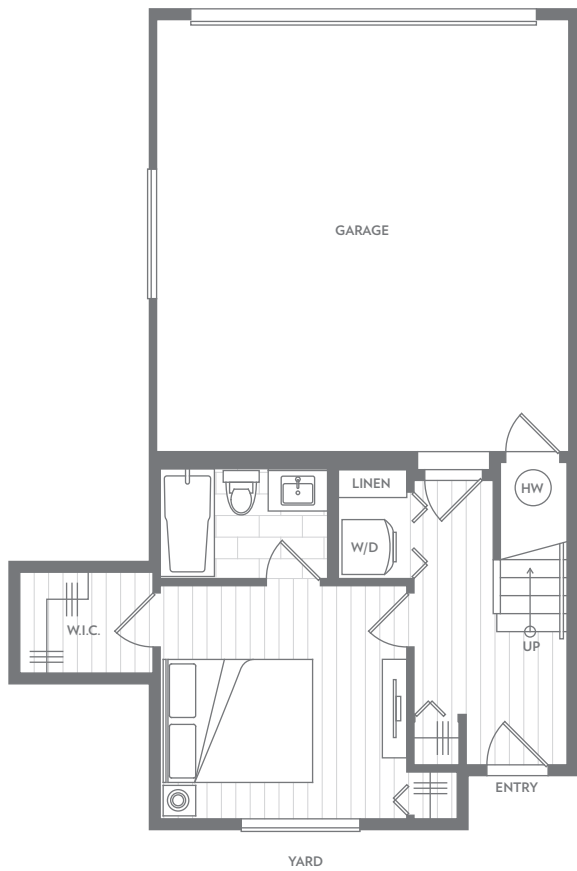 GARAGE
LINEN
HW
W/D
W.I.C.
UP
ENTRY
YARD